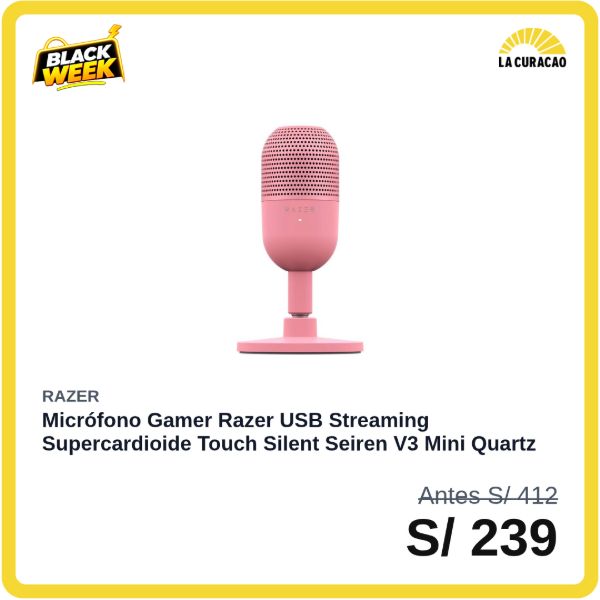 BLACK
WEEK
LA CURACAO
RAZER
RAZER
Micrófono Gamer Razer USB Streaming
Supercardioide Touch Silent Seiren V3 Mini Quartz
Antes S/ 412
S/ 239